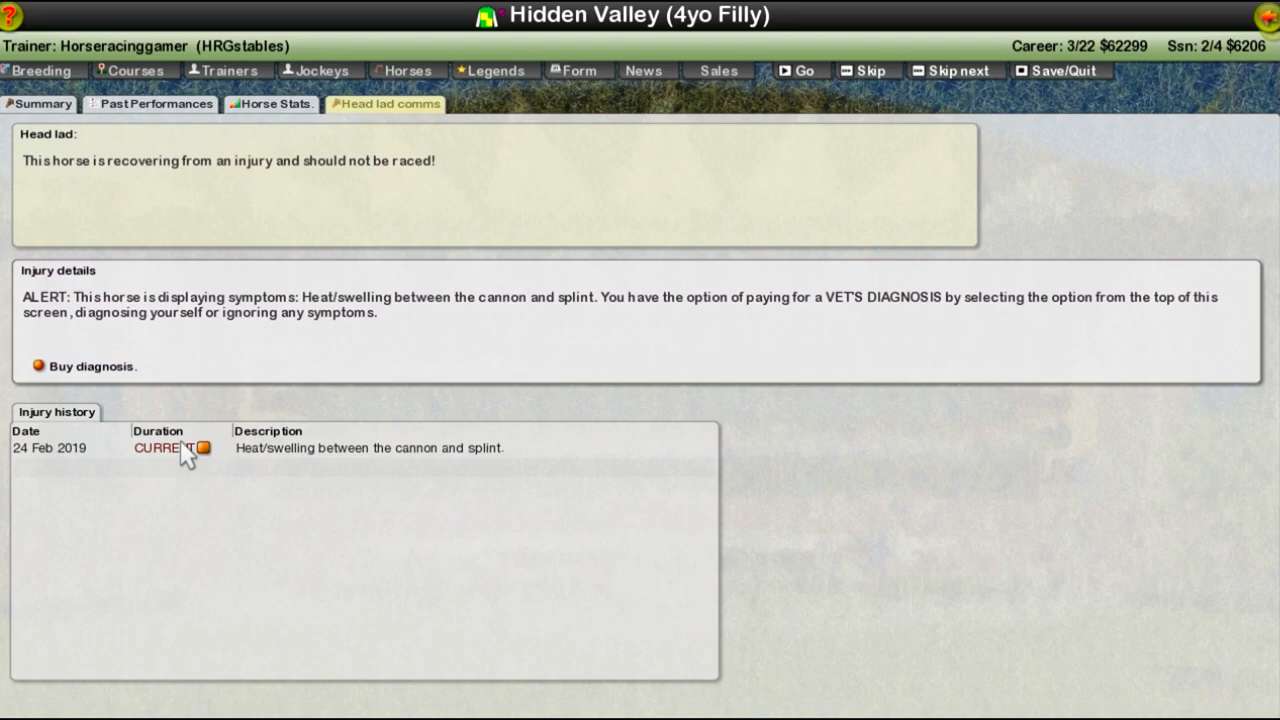 ?
Hidden Valley (4yo Filly)
Trainer: Horseracinggamer (HRGstables)
Career: 3/22 $62299 Ssn: 2/4 $6206
Breeding Courses Trainers Jockeys Horses Legends Form News Sales Go Skip Skip next Save/Quit
Summary Past Performances Horse Stats. Head lad comms
Head lad:
This horse is recovering from an injury and should not be raced!
Injury details
ALERT: This horse is displaying symptoms: Heat/swelling between the cannon and splint. You have the option of paying for a VET'S DIAGNOSIS by selecting the option from the top of this
screen, diagnosing yourself or ignoring any symptoms.
Buy diagnosis.
Injury history
Date Duration Description
24 Feb 2019 CURRENT Heat/swelling between the cannon and splint.